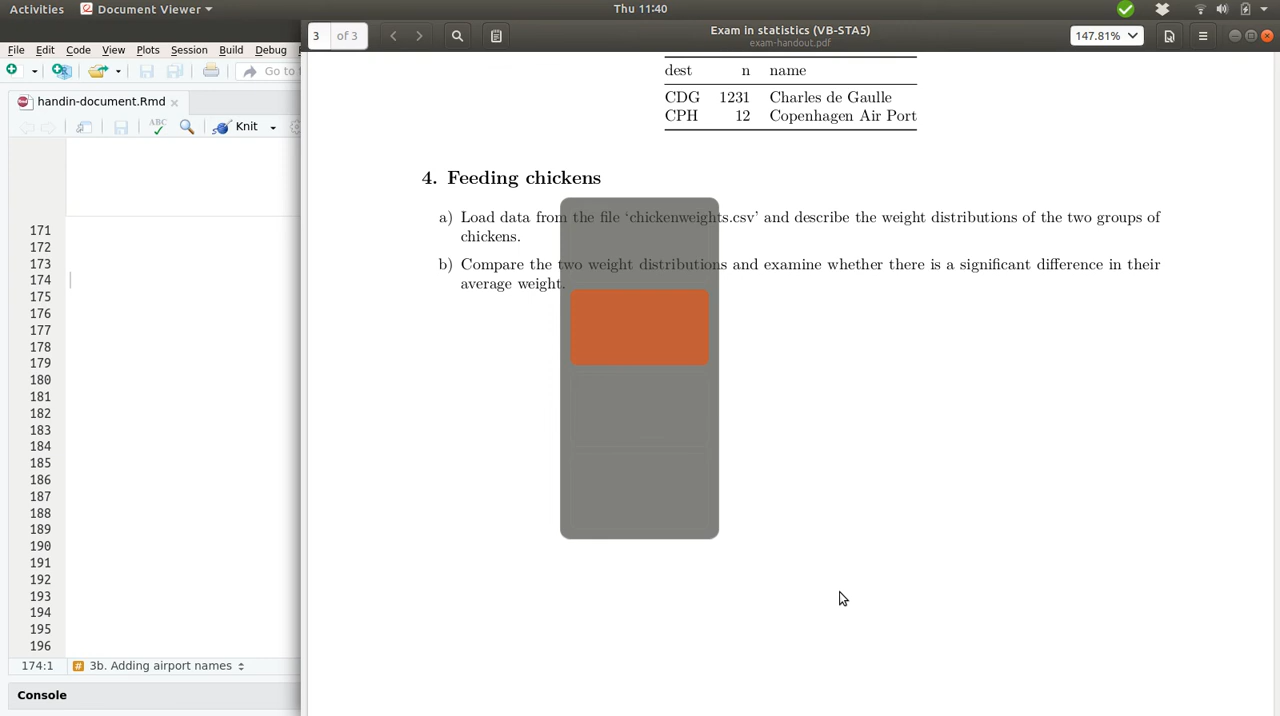 Activities Document Viewer Thu 11:40
File Edit Code View Plots Session Build Debug
Go to
handin-document.Rmd
ABC Knit
171
172
173
174
175
176
177
178
179
180
181
182
183
184
185
186
187
188
189
190
191
192
193
194
195
196
174:1 # 3b. Adding airport names
Console
3 of 3
Exam in statistics (VB-STA5)
exam-handout.pdf
147.81%
dest n name
CDG 1231 Charles de Gaulle
CPH 12 Copenhagen Air Port
4. Feeding chickens
a) Load data from the file ‘chickenweights.csv’ and describe the weight distributions of the two groups of
chickens.
b) Compare the two weight distributions and examine whether there is a significant difference in their
average weight.